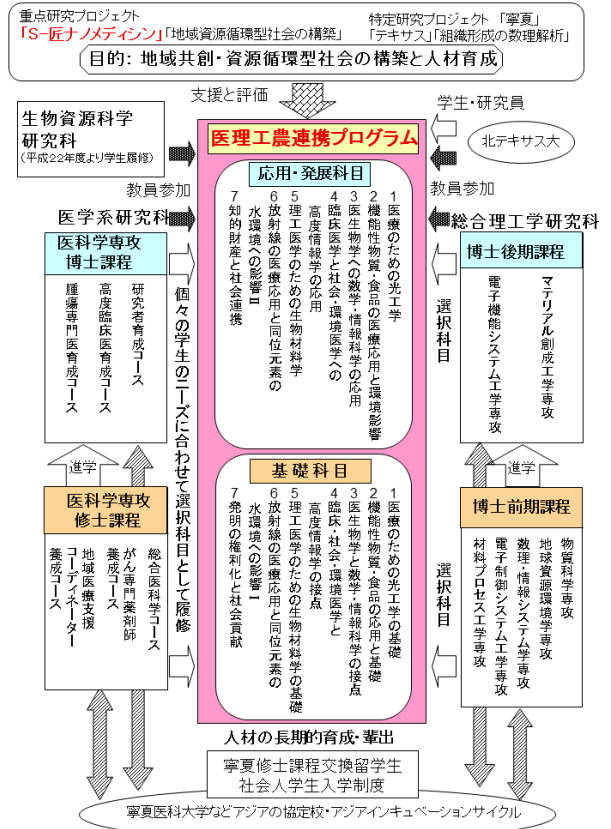 重点研究プロジェクト
「S-匠ナノメディシン」「地域資源循環型社会の構築」
特定研究プロジェクト 「寧夏」
「テキサス」「組織形成の数理解析」
目的: 地域共創・資源循環型社会の構築と人材育成
支援と評価
学生・研究員
北テキサス大
生物資源科学
研究科
(平成22年度より学生履修)
教員参加
教員参加
医学系研究科
総合理工学研究科
医理工農連携プログラム
応用・発展科目
1医療のための光工学
2機能性物質・食品の医療応用と環境影響
3医生物学への数学・情報科学の応用
4臨床医学と社会・環境医学への
高度情報学の応用
5理工医学のための生物材料学
6放射線の医療応用と同位元素の
水環境への影響Ⅱ
7知的財産と社会連携
基礎科目
1医療のための光工学の基礎
2機能性物質・食品の応用と基礎
3医生物学と数学・情報科学の接点
4臨床・社会・環境医学と
高度情報学の接点
5理工医学のための生物材料学の基礎
6放射線の医療応用と同位元素の
水環境への影響Ⅰ
7発明の権利化と社会貢献
医科学専攻
博士課程
研究者育成コース
高度臨床医育成コース
腫瘍専門医育成コース
進学
医科学専攻
修士課程
総合医科学コース
がん専門薬剤師
養成コース
地域医療支援
コーディネーター
養成コース
個々の学生のニーズに合わせて選択科目として履修
博士後期課程
マテリアル創成工学専攻
電子機能システム工学専攻
選択科目
進学
博士前期課程
物質科学専攻
地球資源環境学専攻
数理・情報システム学専攻
電子制御システム工学専攻
材料プロセス工学専攻
選択科目
人材の長期的育成・輩出
寧夏修士課程交換留学生
社会人学生入学制度
寧夏医科大学などアジアの協定校・アジアインキュベーションサイクル